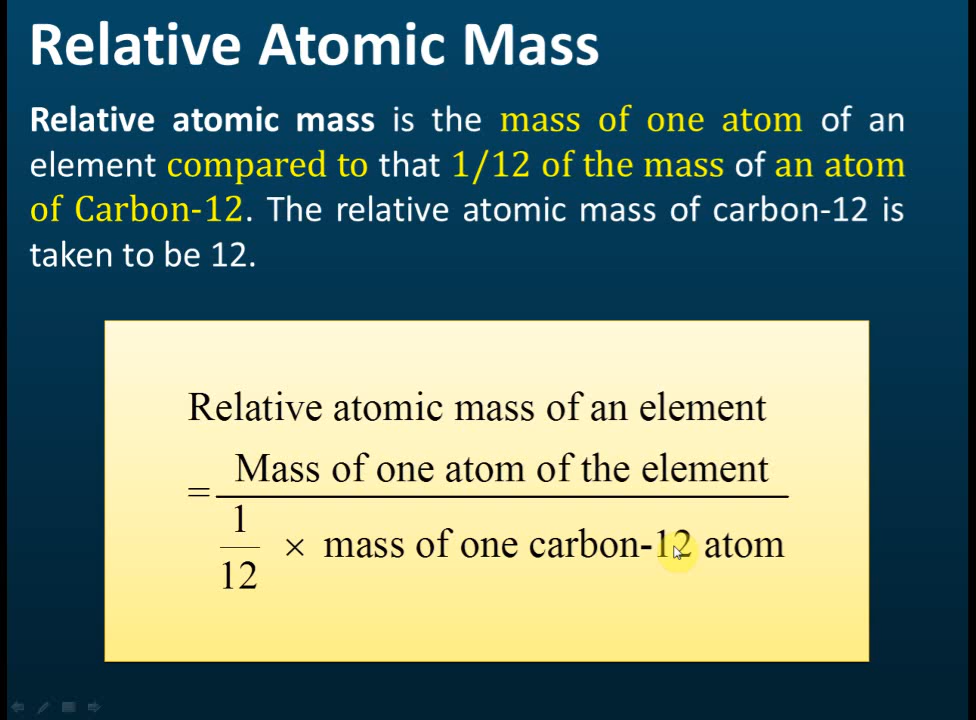 Relative Atomic Mass
Relative atomic mass is the mass of one atom of an
element compared to that 1/12 of the mass of an atom
of Carbon-12. The relative atomic mass of carbon-12 is
taken to be 12.
Relative atomic mass of an element
= Mass of one atom of the element
1
12
× mass of one carbon-12 atom